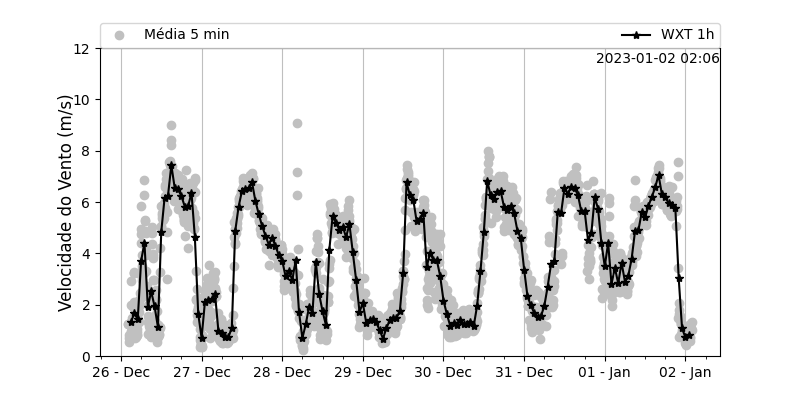 Média 5 min
WXT 1h
2023-01-02 02:06
Velocidade do Vento (m/s)
12
10
8
6
4
2
0
26 - Dec 27 - Dec 28 - Dec 29 - Dec 30 - Dec 31 - Dec 01 - Jan 02 - Jan